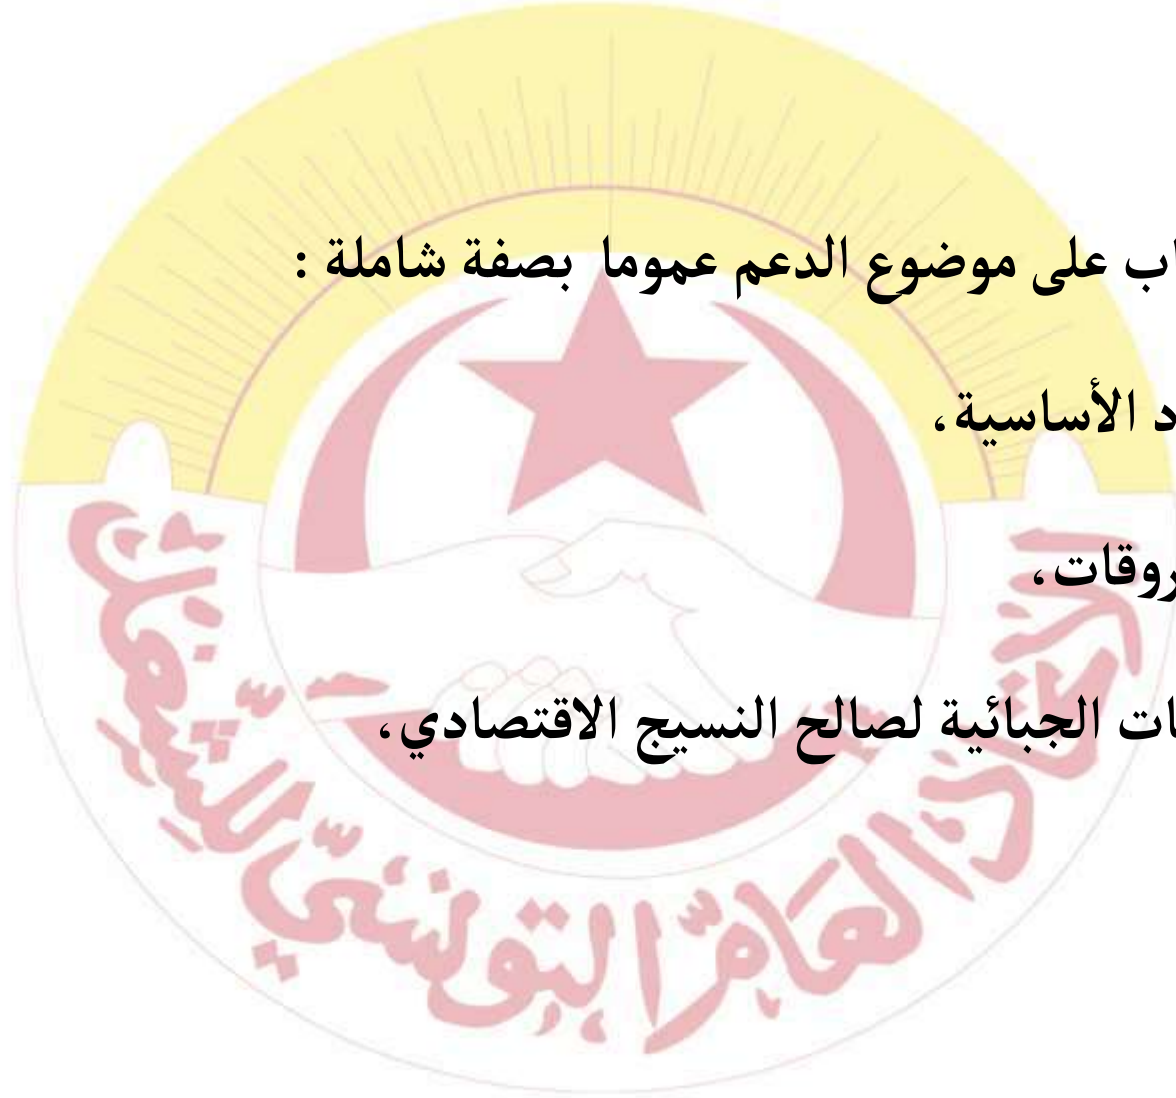 اب على موضوع الدعم عموما بصفة شاملة :
د الأساسية،
روقات،
ات الجبائية لصالح النسيج الاقتصادي،
الاتحاد العام التونسي للشغل